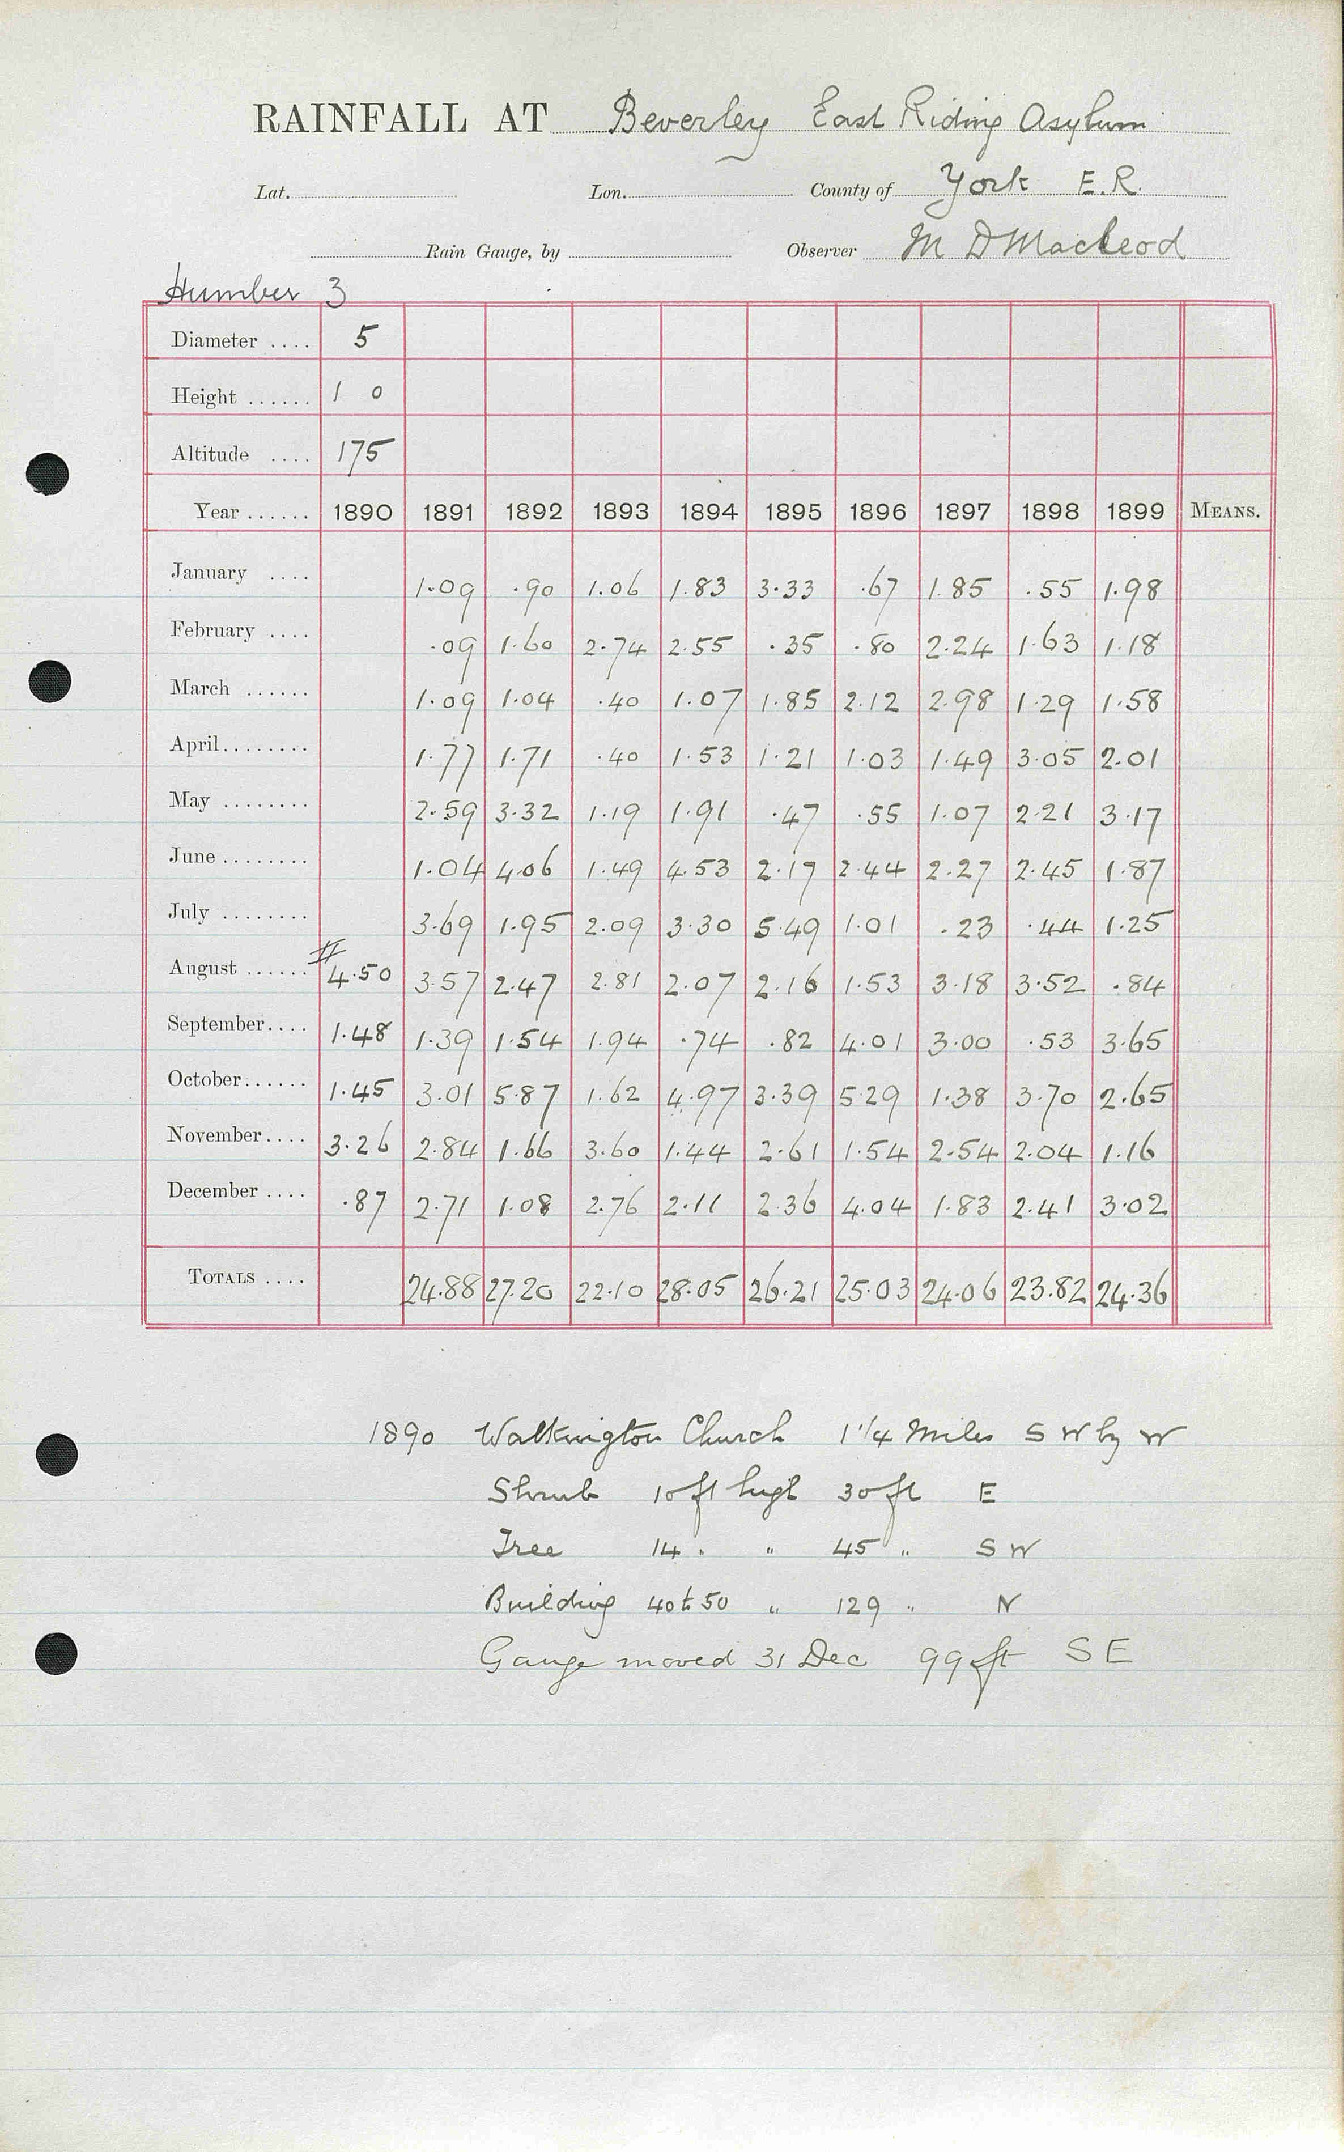 RAINFALL AT Beverley East Riding Asylum
Lat. Lon. County of York E.R.
Rain Gauge, by Observer M D Macleod
Humber 3
Diameter .... 5
Height ...... 1 0
Altitude .... 175
Year ...... 1890 1891 1892 1893 1894 1895 1896 1897 1898 1899 MEANS.
January .... 1.09 .90 1.06 1.83 3.33 .67 1.85 .55 1.98
February .... .09 1.60 2.74 2.55 .35 .80 2.24 1.63 1.18
March ...... 1.09 1.04 .40 1.07 1.85 2.12 2.98 1.29 1.58
April........ 1.77 1.71 .40 1.53 1.21 1.03 1.49 3.05 2.01
May ........ 2.59 3.32 1.19 1.91 .47 .55 1.07 2.21 3.17
June ........ 1.04 4.06 1.49 4.53 2.17 2.44 2.27 2.45 1.87
July ........ 3.69 1.95 2.09 3.30 5.49 1.01 .23 .44 1.25
August ...... # 4.50 3.57 2.47 2.81 2.07 2.16 1.53 3.18 3.52 .84
September.... 1.48 1.39 1.54 1.94 .74 .82 4.01 3.00 .53 3.65
October...... 1.45 3.01 5.87 1.62 4.97 3.39 5.29 1.38 3.70 2.65
November.... 3.26 2.84 1.66 3.60 1.44 2.61 1.54 2.54 2.04 1.16
December .... .87 2.71 1.08 2.76 2.11 2.36 4.04 1.83 2.41 3.02
TOTALS .... 24.88 27.20 22.10 28.05 26.21 25.03 24.06 23.82 24.36
1890 Walkington Church 1 1/4 Miles S W by W
Shrub 10 ft high 30 ft E
Tree 14 " " 45 " S W
Building 40 to 50 " 129 " N
Gauge moved 31 Dec 99 ft S E